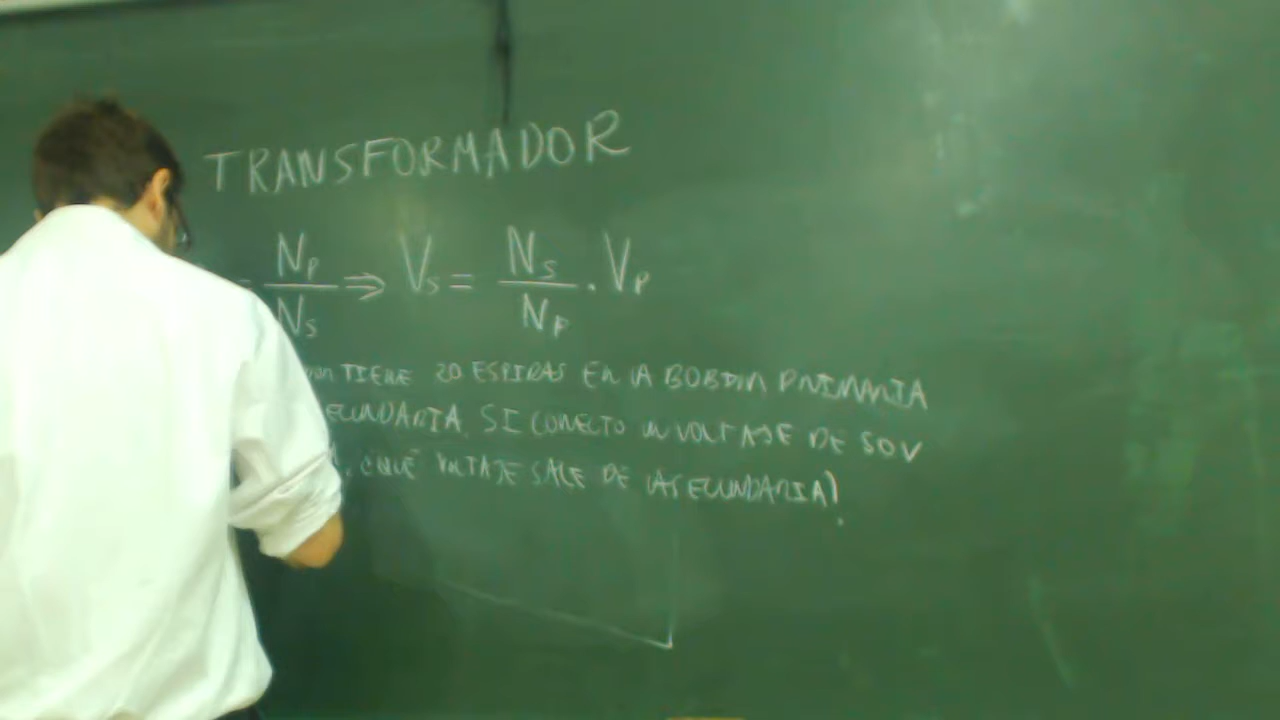 TRANSFORMADOR
= Np/Ns ⇒ Vs = Ns/Np . Vp
TIENE 20 ESPIRAS EN LA BOBINA PRIMARIA
ECUNDARIA. SI CONECTO UN VOLTAJE DE 50V
, ¿QUÉ VOLTAJE SALE DE LA SECUNDARIA?